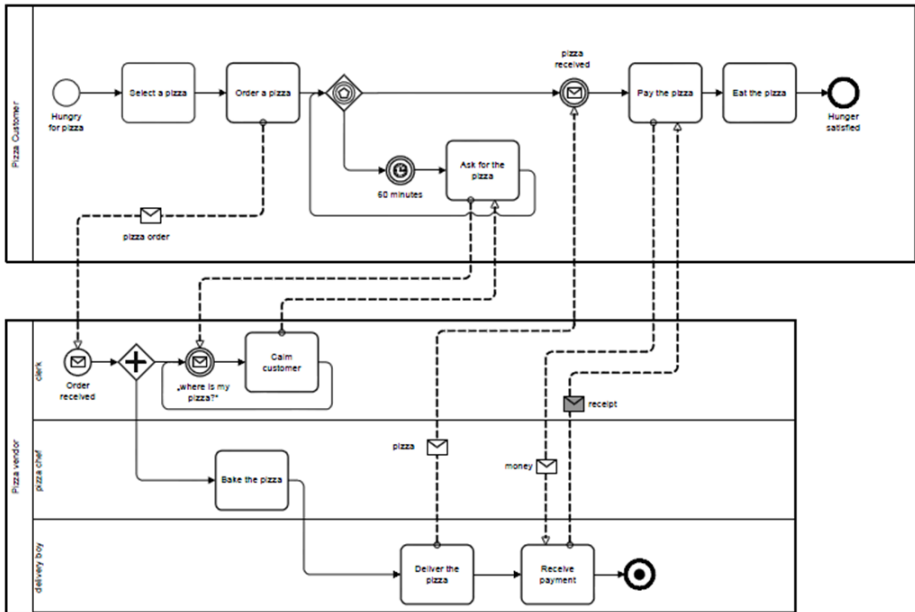 Pizza Customer
Hungry
for pizza
Select a pizza
Order a pizza
pizza
received
Pay the pizza
Eat the pizza
Hunger
satisfied
60 minutes
Ask for the
pizza
pizza order
Pizza vendor
clerk
Order
received
„where is my
pizza?“
Calm
customer
receipt
pizza chef
Bake the pizza
pizza
money
delivery boy
Deliver the
pizza
Receive
payment